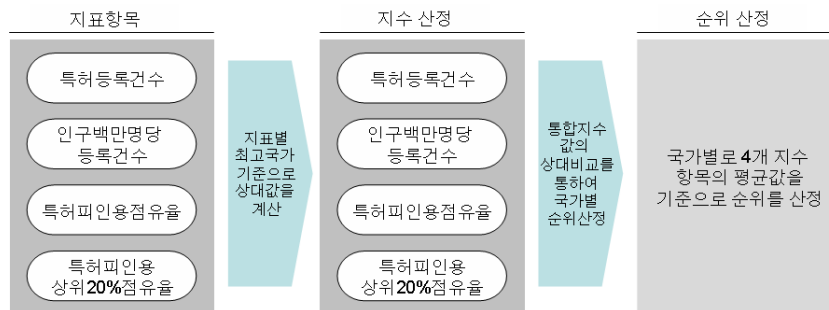 지표항목
특허등록건수
인구백만명당
등록건수
특허피인용점유율
특허피인용
상위20%점유율
지표별
최고국가
기준으로
상대값을
계산
지수 산정
특허등록건수
인구백만명당
등록건수
특허피인용점유율
특허피인용
상위20%점유율
통합지수
값의
상대비교를
통하여
국가별
순위산정
순위 산정
국가별로 4개 지수
항목의 평균값을
기준으로 순위를 산정